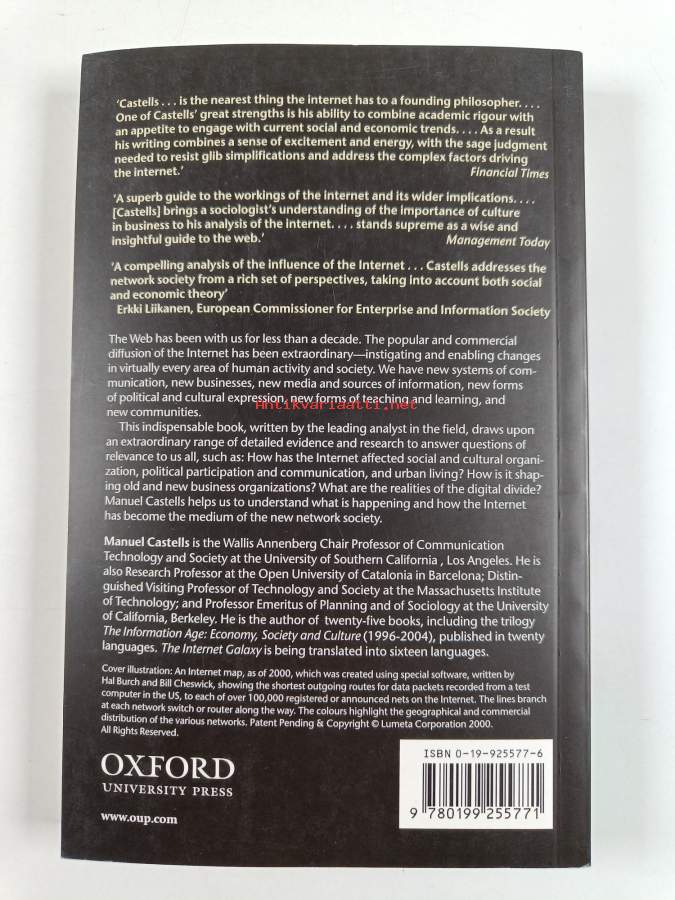 ‘Castells . . . is the nearest thing the internet has to a founding philosopher. . . .
One of Castells’ great strengths is his ability to combine academic rigour with
an appetite to engage with current social and economic trends. . . . As a result
his writing combines a sense of excitement and energy, with the sage judgment
needed to resist glib simplifications and address the complex factors driving
the internet.’ Financial Times
‘A superb guide to the workings of the internet and its wider implications. . . .
[Castells] brings a sociologist’s understanding of the importance of culture
in business to his analysis of the internet. . . . stands supreme as a wise and
insightful guide to the web.’ Management Today
‘A compelling analysis of the influence of the Internet . . . Castells addresses the
network society from a rich set of perspectives, taking into account both social
and economic theory’
Erkki Liikanen, European Commissioner for Enterprise and Information Society
The Web has been with us for less than a decade. The popular and commercial
diffusion of the Internet has been extraordinary—instigating and enabling changes
in virtually every area of human activity and society. We have new systems of com-
munication, new businesses, new media and sources of information, new forms
of political and cultural expression, new forms of teaching and learning, and
Antikvariaatti.net
new communities.
This indispensable book, written by the leading analyst in the field, draws upon
an extraordinary range of detailed evidence and research to answer questions of
relevance to us all, such as: How has the Internet affected social and cultural organi-
zation, political participation and communication, and urban living? How is it shap-
ing old and new business organizations? What are the realities of the digital divide?
Manuel Castells helps us to understand what is happening and how the Internet
has become the medium of the new network society.
Manuel Castells is the Wallis Annenberg Chair Professor of Communication
Technology and Society at the University of Southern California , Los Angeles. He is
also Research Professor at the Open University of Catalonia in Barcelona; Distin-
guished Visiting Professor of Technology and Society at the Massachusetts Institute
of Technology; and Professor Emeritus of Planning and of Sociology at the University
of California, Berkeley. He is the author of twenty-five books, including the trilogy
The Information Age: Economy, Society and Culture (1996-2004), published in twenty
languages. The Internet Galaxy is being translated into sixteen languages.
Cover illustration: An Internet map, as of 2000, which was created using special software, written by
Hal Burch and Bill Cheswick, showing the shortest outgoing routes for data packets recorded from a test
computer in the US, to each of over 100,000 registered or announced nets on the Internet. The lines branch
at each network switch or router along the way. The colours highlight the geographical and commercial
distribution of the various networks. Patent Pending & Copyright © Lumeta Corporation 2000.
All Rights Reserved.
OXFORD
UNIVERSITY PRESS
www.oup.com
ISBN 0-19-925577-6
9 780199 255771